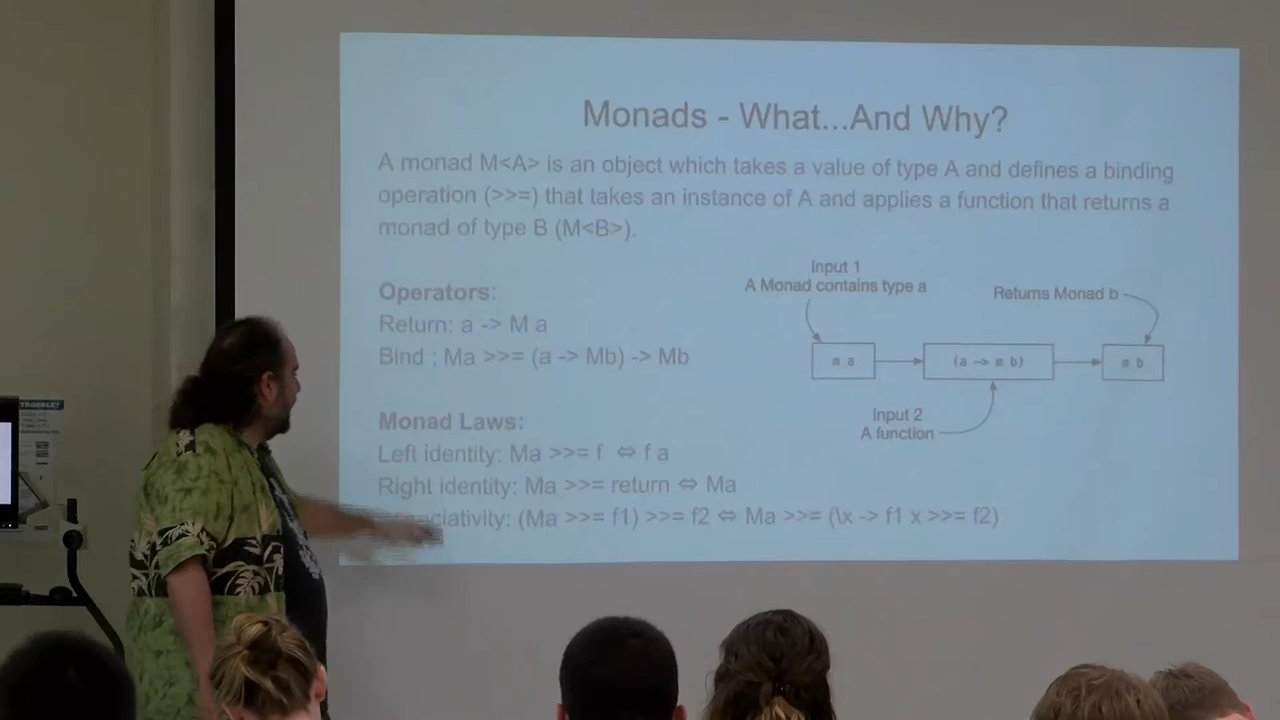 Monads - What...And Why?
A monad M<A> is an object which takes a value of type A and defines a binding
operation (>>=) that takes an instance of A and applies a function that returns a
monad of type B (M<B>).
Operators:
Return: a -> M a
Bind : Ma >>= (a -> Mb) -> Mb
Input 1
A Monad contains type a
Returns Monad b
m a
(a -> m b)
m b
Input 2
A function
Monad Laws:
Left identity: Ma >>= f ⇔ f a
Right identity: Ma >>= return ⇔ Ma
ciativity: (Ma >>= f1) >>= f2 ⇔ Ma >>= (\x -> f1 x >>= f2)
TROUBLE?